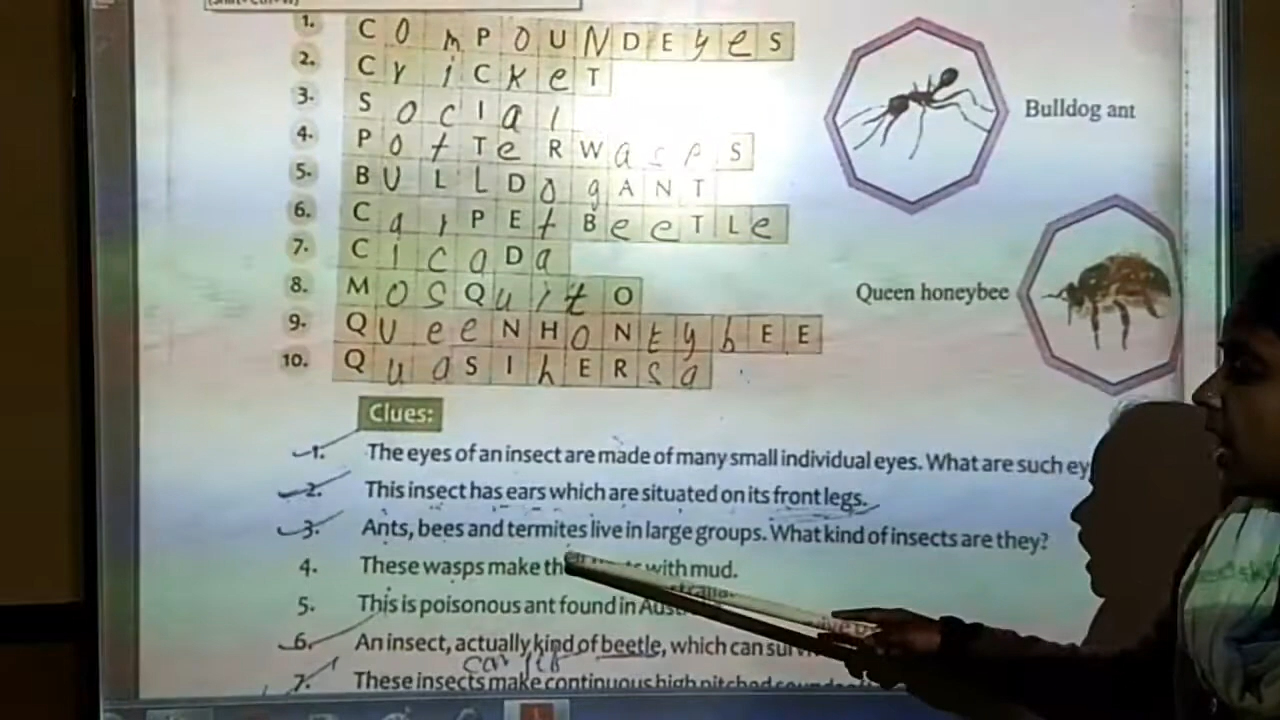 1. COmPOUNDEyeS
2. CricKeT
3. SocIal
4. PotTeRWaspS
5. BULLDogANT
6. CarPEtBeeTLe
7. CicaDa
8. MosQuitO
9. QUeeNHoNEybEE
10. QuaSIhERsa
Bulldog ant
Queen honeybee
Clues:
1. The eyes of an insect are made of many small individual eyes. What are such ey
2. This insect has ears which are situated on its front legs.
3. Ants, bees and termites live in large groups. What kind of insects are they?
4. These wasps make with mud.
5. This is poisonous ant found in
6. An insect, actually kind of beetle, which can
7. These insects make continuous high pitched